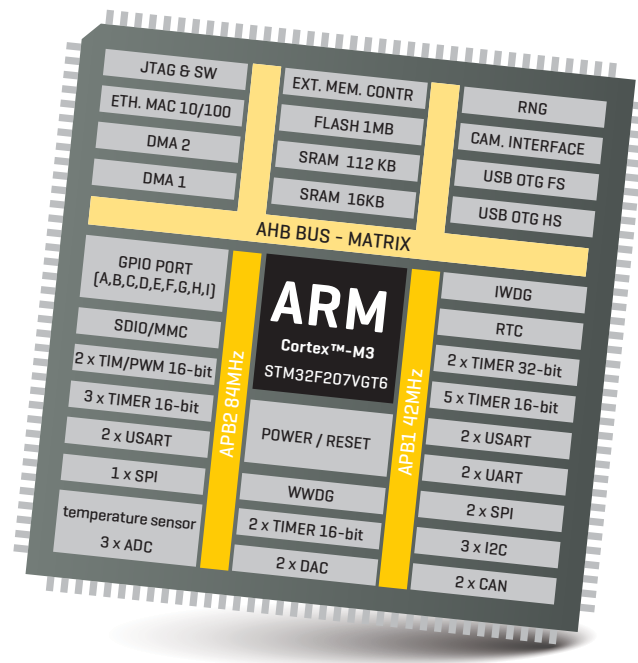 JTAG & SW
ETH. MAC 10/100
DMA 2
DMA 1
EXT. MEM. CONTR
FLASH 1MB
SRAM 112 KB
SRAM 16KB
RNG
CAM. INTERFACE
USB OTG FS
USB OTG HS
AHB BUS - MATRIX
GPIO PORT
(A,B,C,D,E,F,G,H,I)
SDIO/MMC
2 x TIM/PWM 16-bit
3 x TIMER 16-bit
2 x USART
1 x SPI
temperature sensor
3 x ADC
APB2 84MHz
ARM
Cortex™-M3
STM32F207VGT6
POWER / RESET
WWDG
2 x TIMER 16-bit
2 x DAC
APB1 42MHz
IWDG
RTC
2 x TIMER 32-bit
5 x TIMER 16-bit
2 x USART
2 x UART
2 x SPI
3 x I2C
2 x CAN